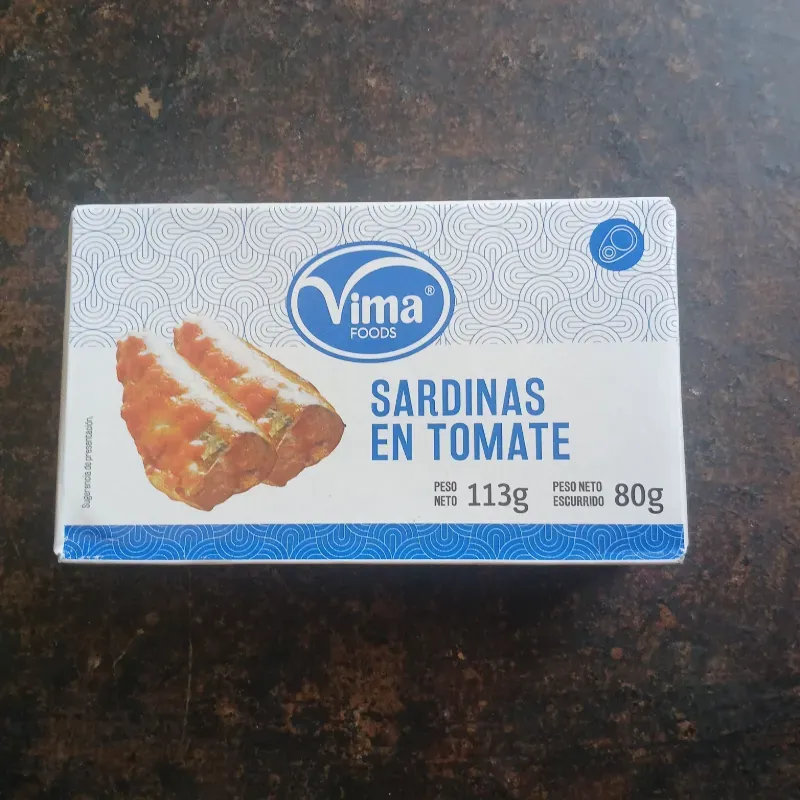 Vima®
FOODS
SARDINAS
EN TOMATE
PESO
NETO 113g
PESO NETO
ESCURRIDO 80g
Sugerencia de presentación.